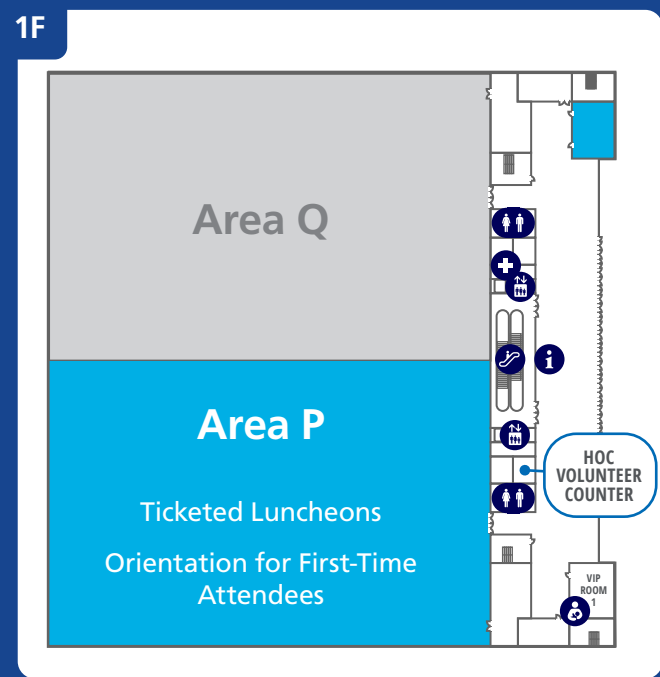 1F
Area Q
Area P
Ticketed Luncheons
Orientation for First-Time
Attendees
HOC
VOLUNTEER
COUNTER
VIP
ROOM
1